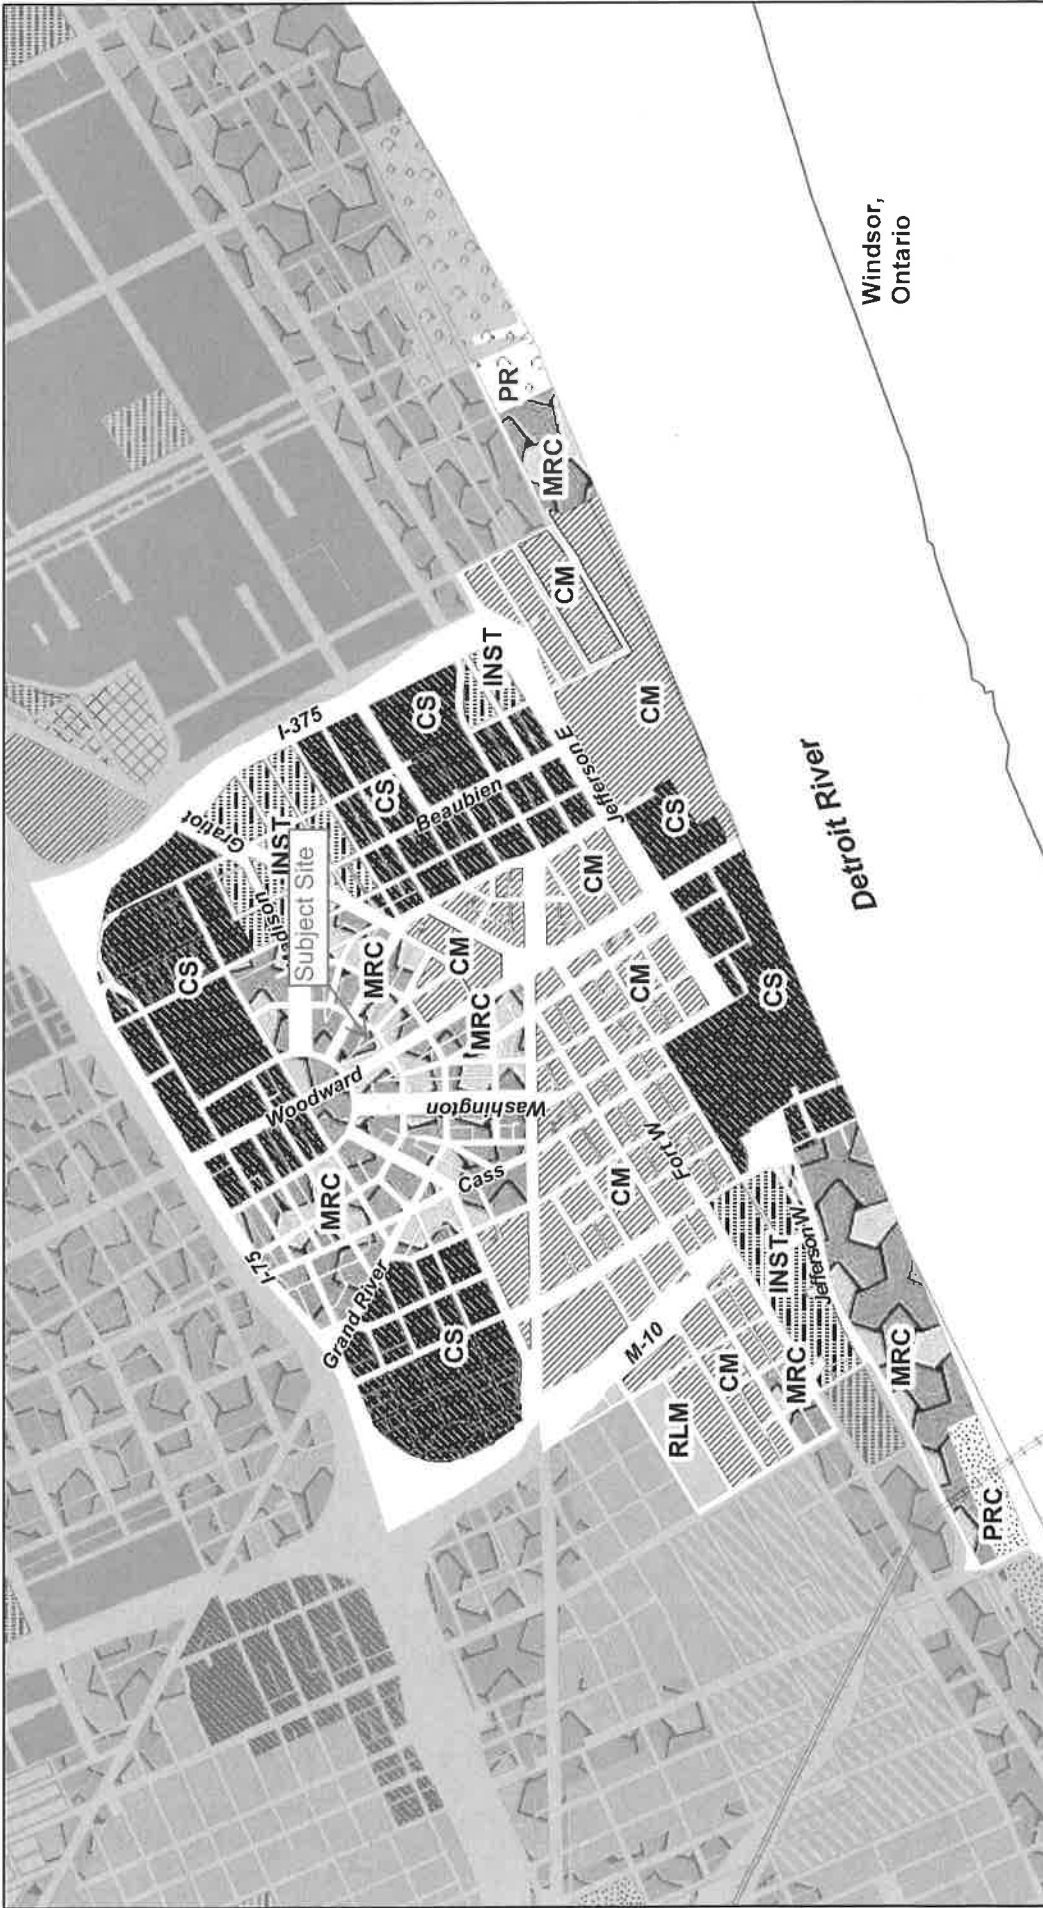 I-375
Gratiot
Madison
INST
Subject Site
CS
CS
CS
INST
Beaubien
Jefferson E
CM
CM
MRC
PR
Windsor,
Ontario
Detroit River
CS
CS
CM
CM
MRC
MRC
CM
CM
Woodward
Washington
Cass
MRC
I-75
Grand River
CS
Fort W
INST
Jefferson W
MRC
M-10
CM
MRC
RLM
PRC